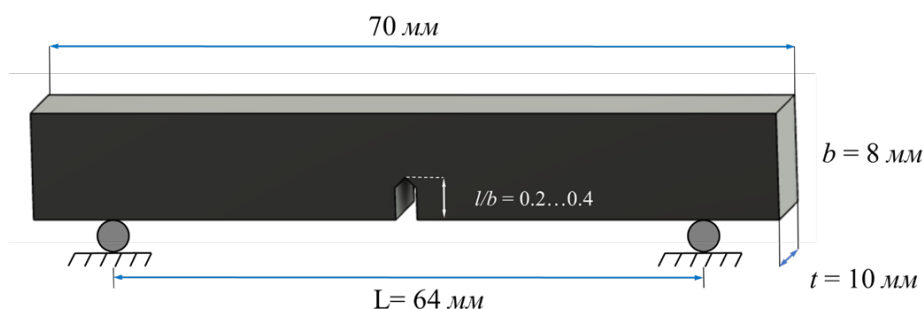 70 мм
b = 8 мм
l/b = 0.2...0.4
t = 10 мм
L= 64 мм